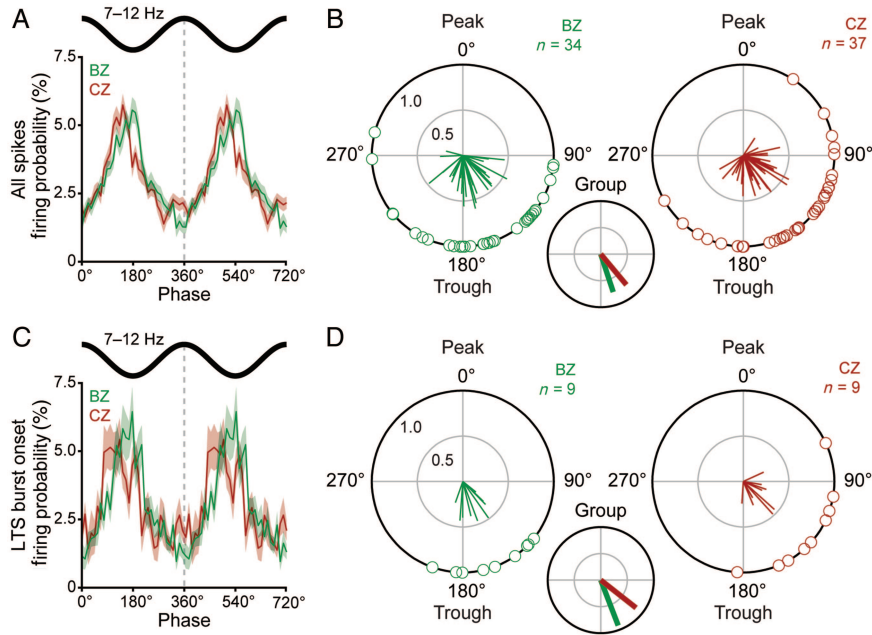 A
7–12 Hz
7.5
BZ
CZ
5.0
2.5
0
All spikes
firing probability (%)
0° 180° 360° 540° 720°
Phase
B
Peak
0°
BZ
n = 34
1.0
0.5
270°
90°
180°
Trough
Group
CZ
n = 37
Peak
0°
270°
90°
180°
Trough
C
7–12 Hz
7.5
BZ
CZ
5.0
2.5
0
LTS burst onset
firing probability (%)
0° 180° 360° 540° 720°
Phase
D
Peak
0°
BZ
n = 9
1.0
0.5
270°
90°
180°
Trough
Group
CZ
n = 9
Peak
0°
270°
90°
180°
Trough